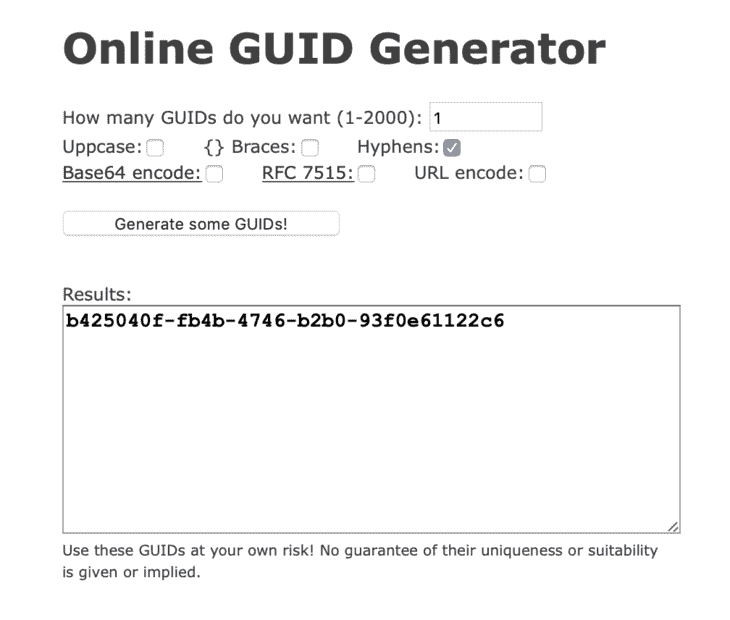 Online GUID Generator
How many GUIDs do you want (1-2000): 1
Uppcase: {} Braces: Hyphens:
Base64 encode: RFC 7515: URL encode:
Generate some GUIDs!
Results:
b425040f-fb4b-4746-b2b0-93f0e61122c6
Use these GUIDs at your own risk! No guarantee of their uniqueness or suitability
is given or implied.